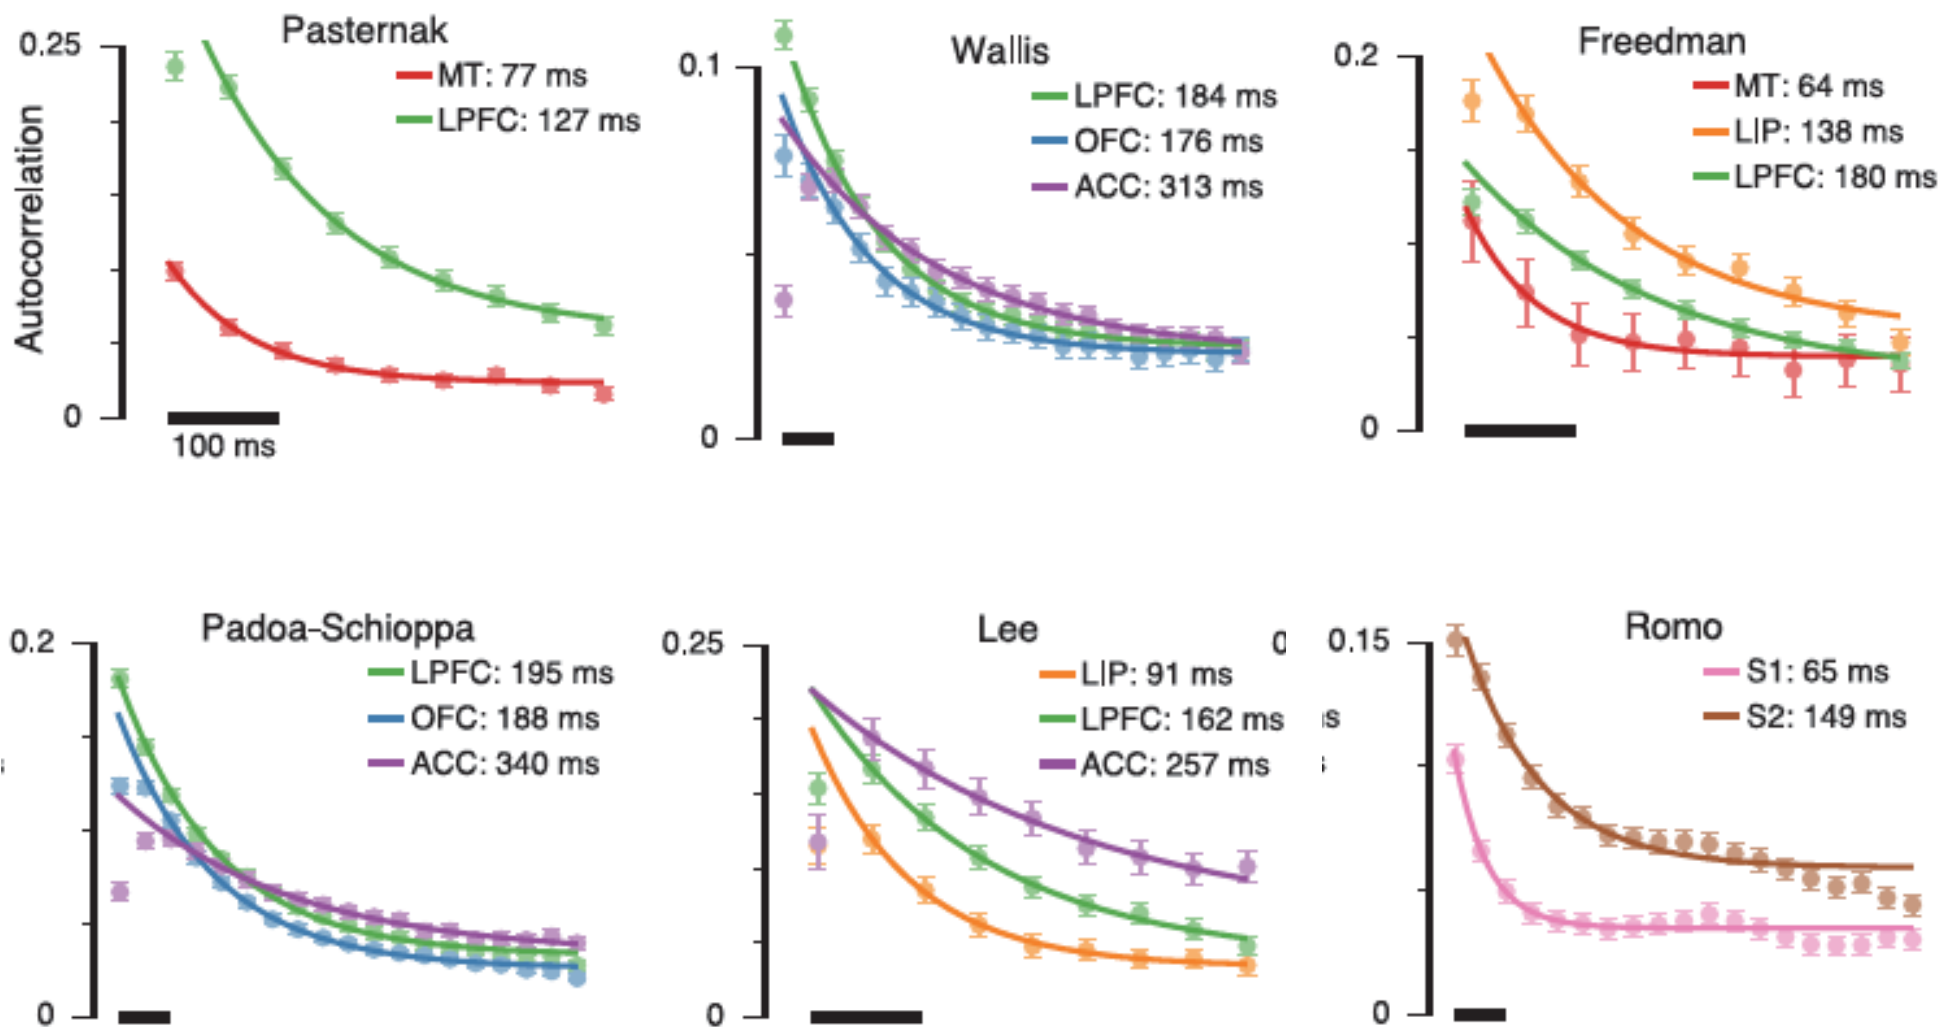 Pasternak
0.25
MT: 77 ms
LPFC: 127 ms
Autocorrelation
0
100 ms
Wallis
0.1
LPFC: 184 ms
OFC: 176 ms
ACC: 313 ms
0
Freedman
0.2
MT: 64 ms
LIP: 138 ms
LPFC: 180 ms
0
Padoa-Schioppa
0.2
LPFC: 195 ms
OFC: 188 ms
ACC: 340 ms
0
Lee
0.25
LIP: 91 ms
LPFC: 162 ms
ACC: 257 ms
0
0
Romo
0.15
S1: 65 ms
S2: 149 ms
0